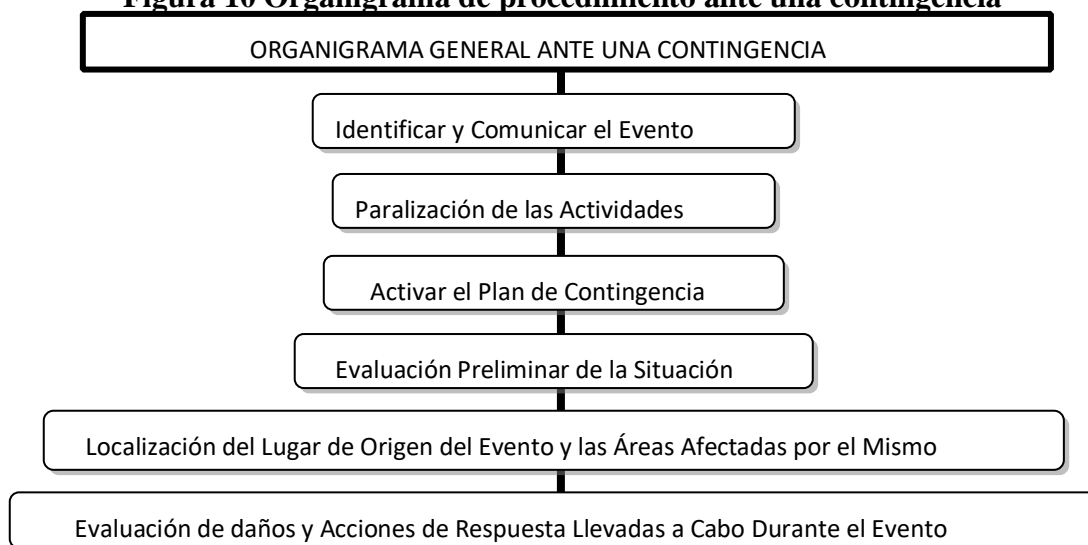 Figura 10 Organigrama de procedimiento ante una contingencia
ORGANIGRAMA GENERAL ANTE UNA CONTINGENCIA
Identificar y Comunicar el Evento
Paralización de las Actividades
Activar el Plan de Contingencia
Evaluación Preliminar de la Situación
Localización del Lugar de Origen del Evento y las Áreas Afectadas por el Mismo
Evaluación de daños y Acciones de Respuesta Llevadas a Cabo Durante el Evento